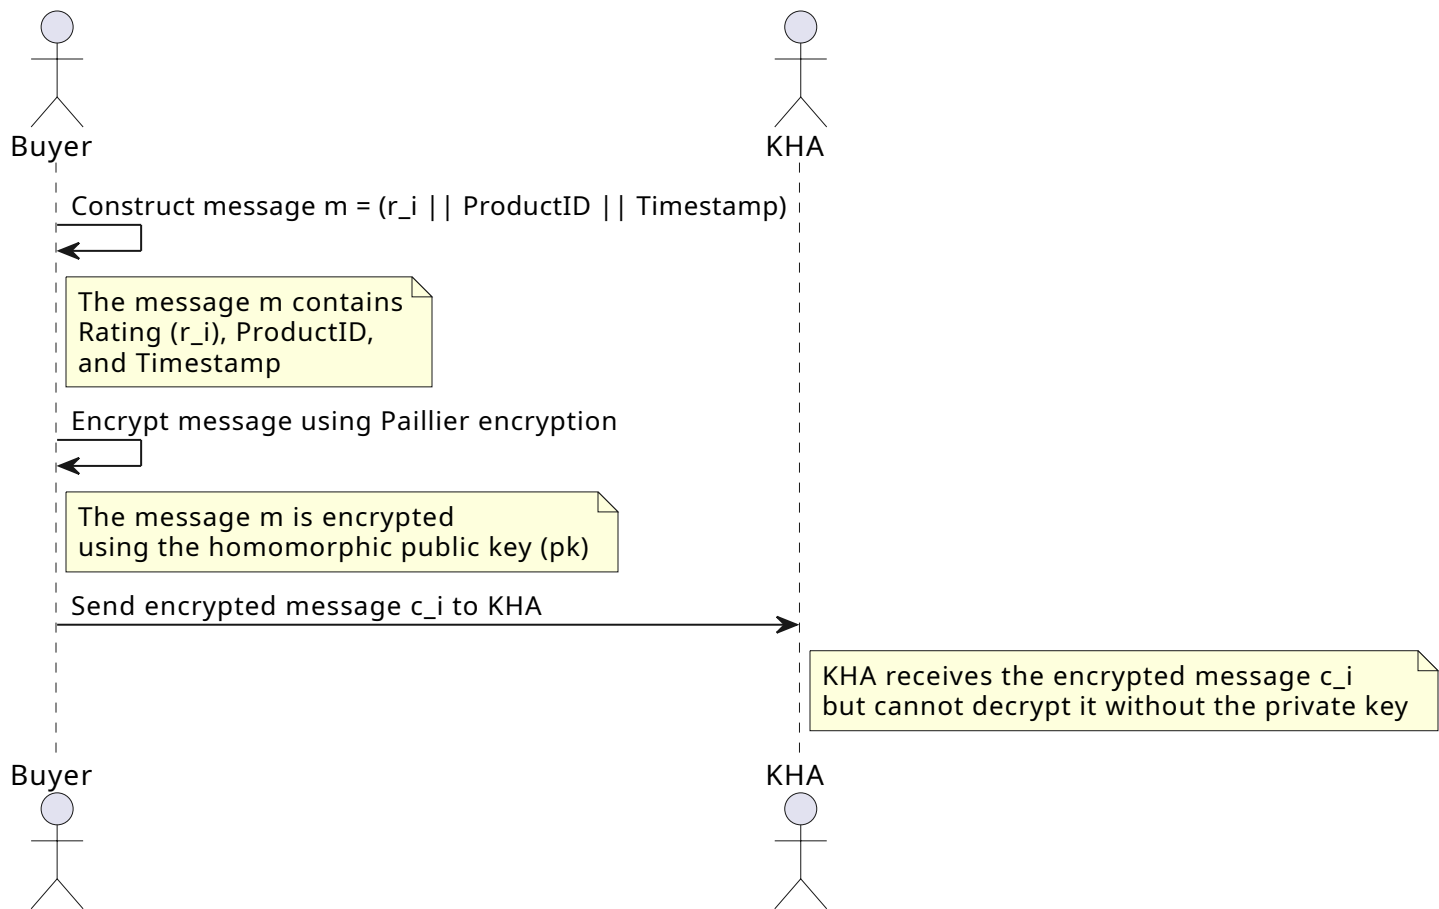 Buyer
KHA
Construct message m = (r_i || ProductID || Timestamp)
The message m contains
Rating (r_i), ProductID,
and Timestamp
Encrypt message using Paillier encryption
The message m is encrypted
using the homomorphic public key (pk)
Send encrypted message c_i to KHA
KHA receives the encrypted message c_i
but cannot decrypt it without the private key
Buyer
KHA